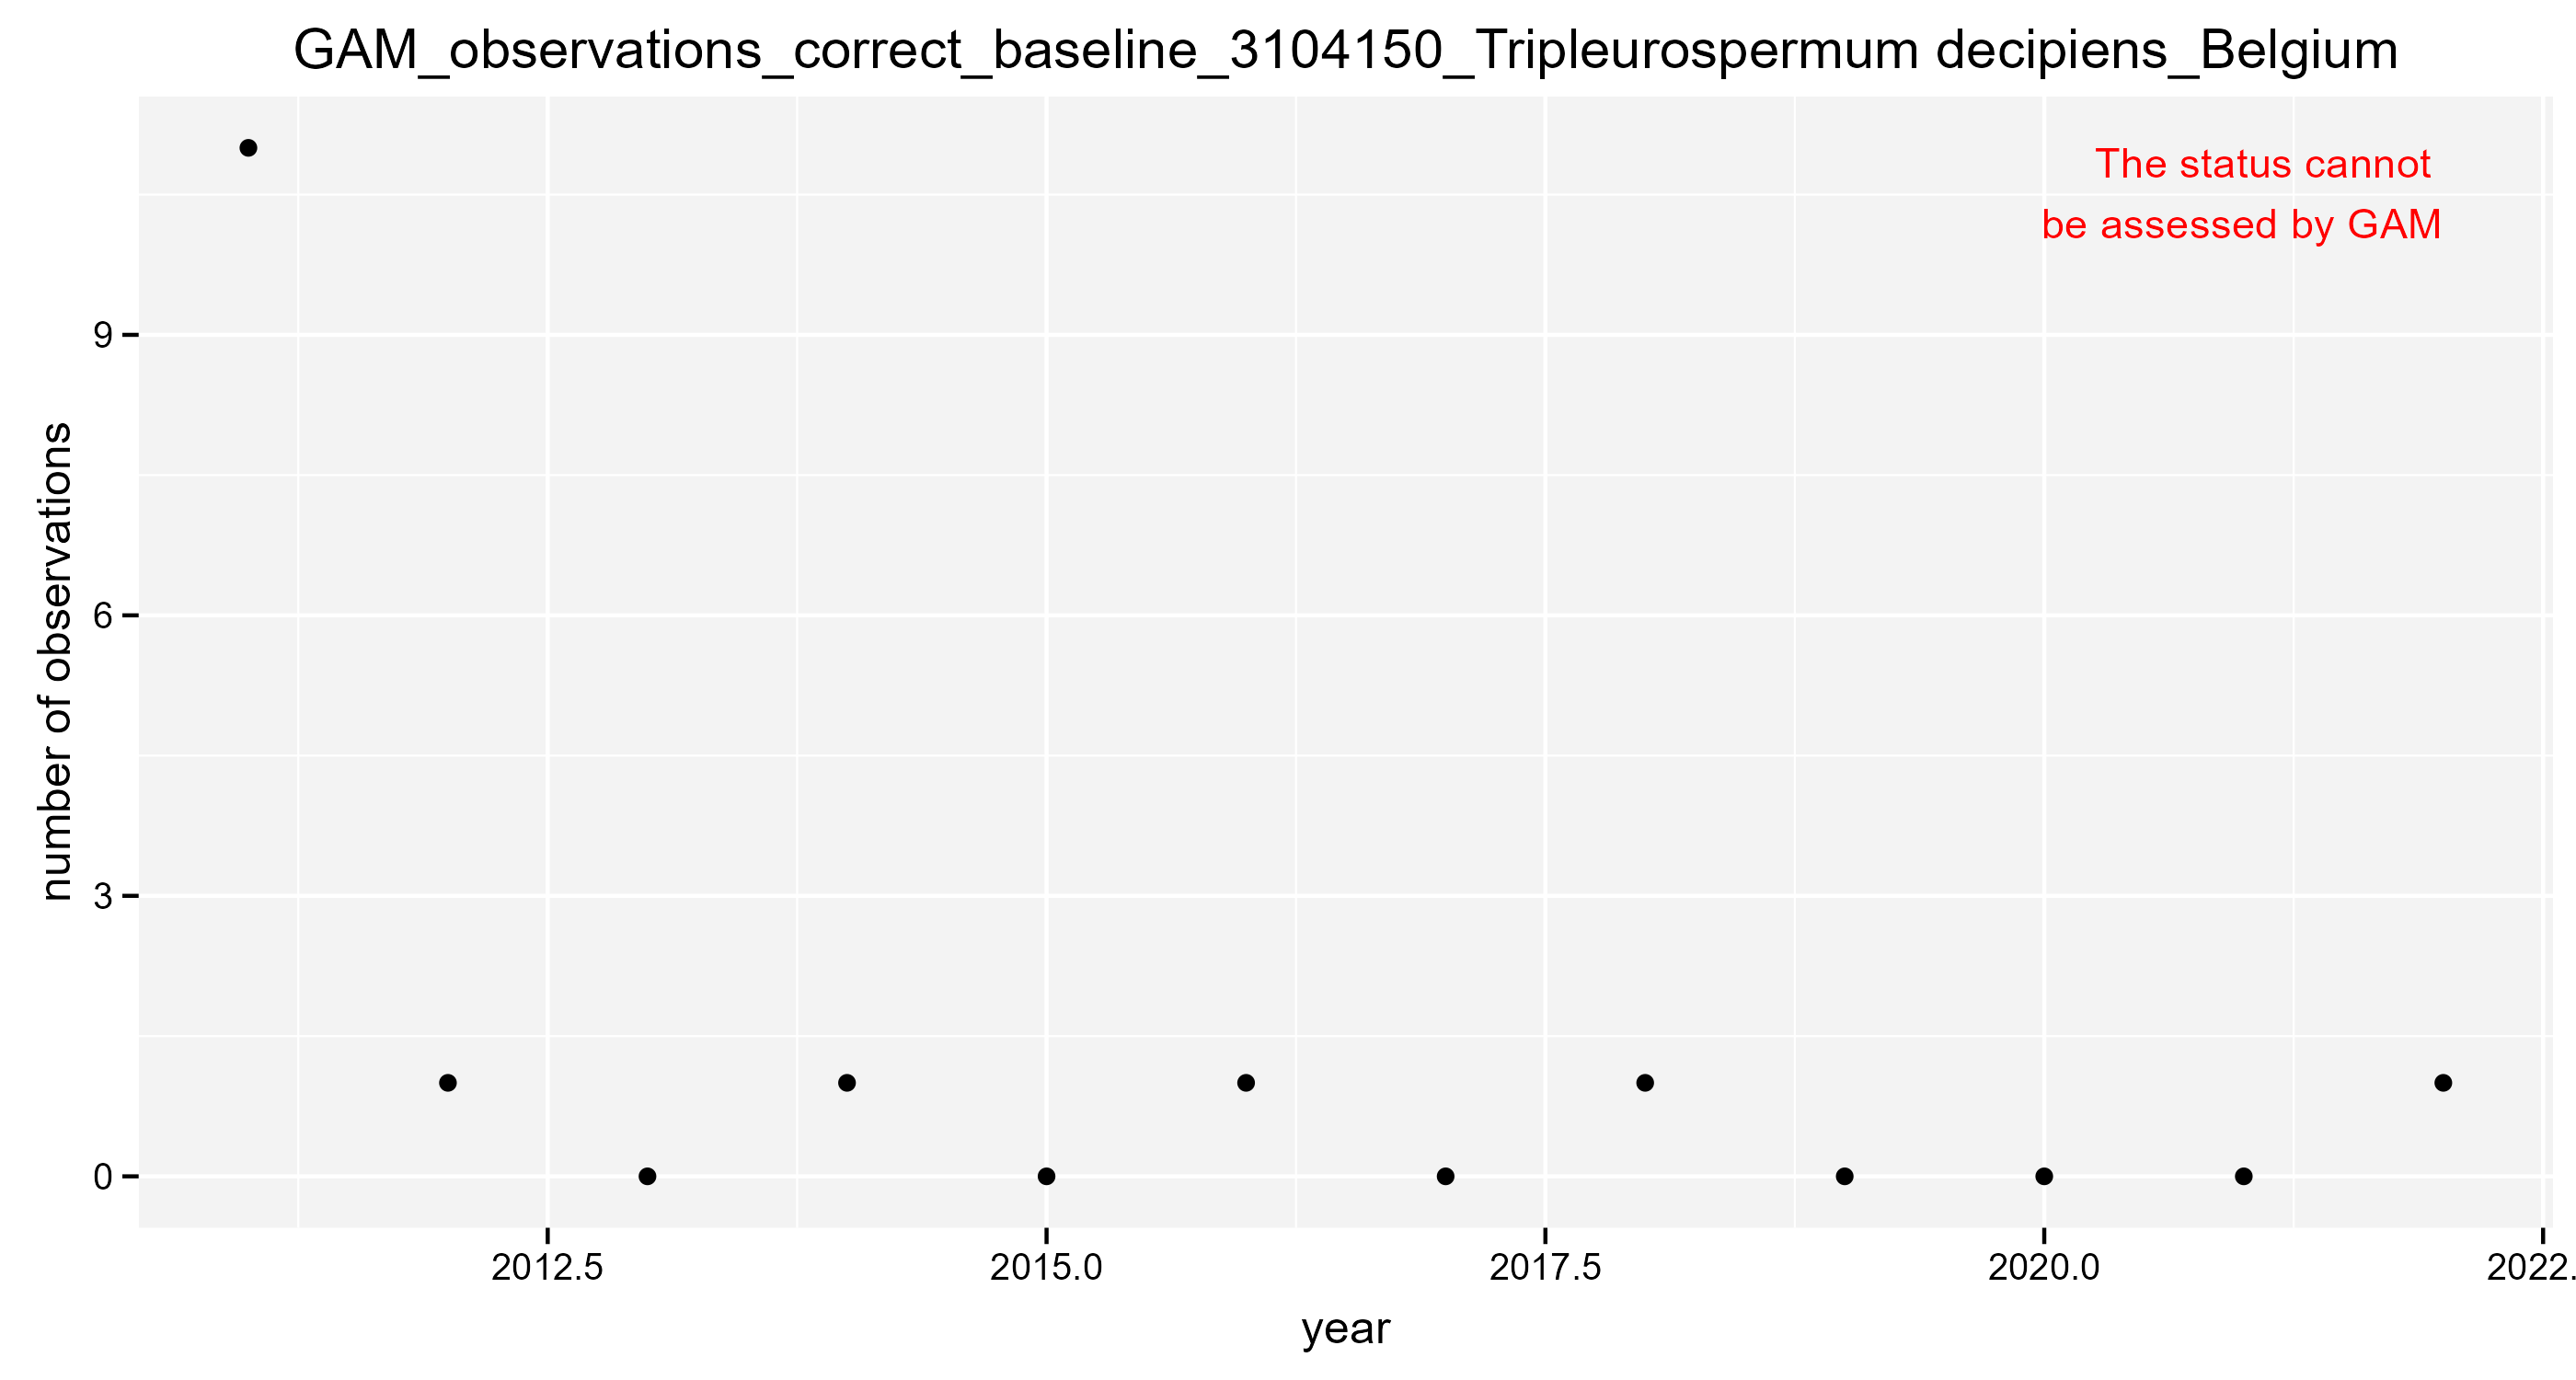 GAM_observations_correct_baseline_3104150_Tripleurospermum decipiens_Belgium
The status cannot
be assessed by GAM
number of observations
9
6
3
0
2012.5
2015.0
2017.5
2020.0
2022.
year